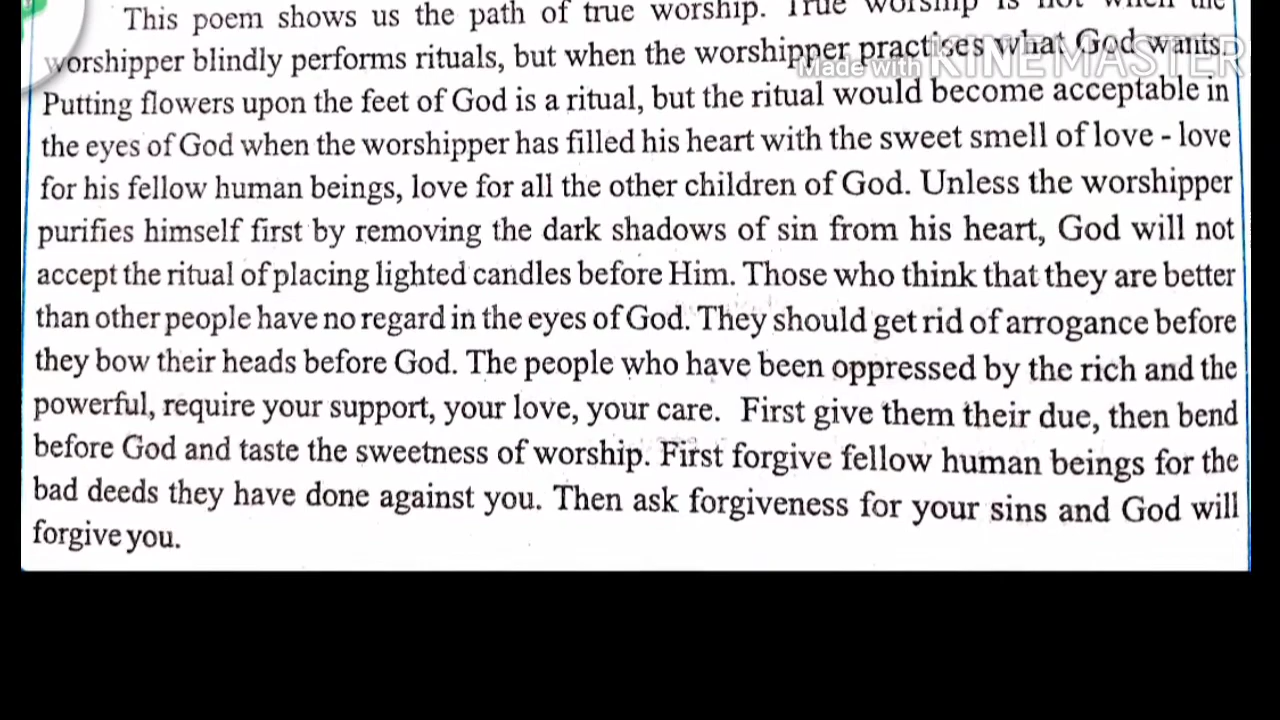 This poem shows us the path of true worship. True worship is not when the
worshipper blindly performs rituals, but when the worshipper practises what God wants.
Made with KINEMASTER
Putting flowers upon the feet of God is a ritual, but the ritual would become acceptable in
the eyes of God when the worshipper has filled his heart with the sweet smell of love - love
for his fellow human beings, love for all the other children of God. Unless the worshipper
purifies himself first by removing the dark shadows of sin from his heart, God will not
accept the ritual of placing lighted candles before Him. Those who think that they are better
than other people have no regard in the eyes of God. They should get rid of arrogance before
they bow their heads before God. The people who have been oppressed by the rich and the
powerful, require your support, your love, your care. First give them their due, then bend
before God and taste the sweetness of worship. First forgive fellow human beings for the
bad deeds they have done against you. Then ask forgiveness for your sins and God will
forgive you.